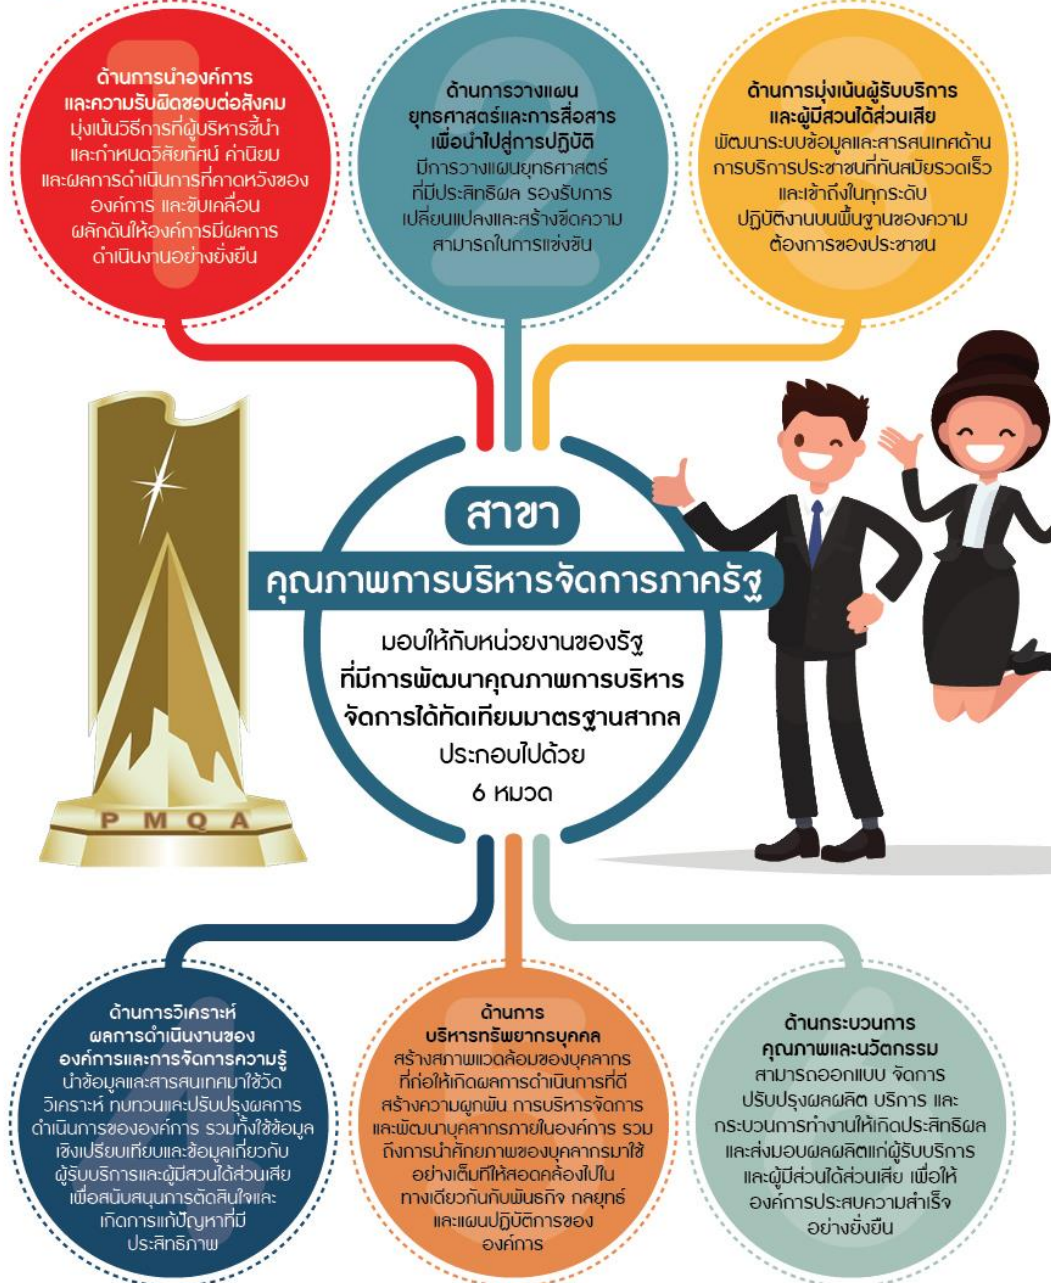 1
ด้านการนำองค์การ
และความรับผิดชอบต่อสังคม
มุ่งเน้นวิธีการที่ผู้บริหารชี้นำ
และกำหนดวิสัยทัศน์ ค่านิยม
และผลการดำเนินการที่คาดหวังของ
องค์การ และขับเคลื่อน
ผลักดันให้องค์การมีผลการ
ดำเนินงานอย่างยั่งยืน
2
ด้านการวางแผน
ยุทธศาสตร์และการสื่อสาร
เพื่อนำไปสู่การปฏิบัติ
มีการวางแผนยุทธศาสตร์
ที่มีประสิทธิผล รองรับการ
เปลี่ยนแปลงและสร้างขีดความ
สามารถในการแข่งขัน
3
ด้านการมุ่งเน้นผู้รับบริการ
และผู้มีส่วนได้ส่วนเสีย
พัฒนาระบบข้อมูลและสารสนเทศด้าน
การบริการประชาชนที่ทันสมัยรวดเร็ว
และเข้าถึงในทุกระดับ
ปฏิบัติงานบนพื้นฐานของความ
ต้องการของประชาชน
สาขา
คุณภาพการบริหารจัดการภาครัฐ
มอบให้กับหน่วยงานของรัฐ
ที่มีการพัฒนาคุณภาพการบริหาร
จัดการได้ทัดเทียมมาตรฐานสากล
ประกอบไปด้วย
6 หมวด
PMQA
4
ด้านการวิเคราะห์
ผลการดำเนินงานของ
องค์การและการจัดการความรู้
นำข้อมูลและสารสนเทศมาใช้วัด
วิเคราะห์ ทบทวนและปรับปรุงผลการ
ดำเนินการขององค์การ รวมทั้งใช้ข้อมูล
เชิงเปรียบเทียบและข้อมูลเกี่ยวกับ
ผู้รับบริการและผู้มีส่วนได้ส่วนเสีย
เพื่อสนับสนุนการตัดสินใจและ
เกิดการแก้ปัญหาที่มี
ประสิทธิภาพ
5
ด้านการ
บริหารทรัพยากรบุคคล
สร้างสภาพแวดล้อมของบุคลากร
ที่ก่อให้เกิดผลการดำเนินการที่ดี
สร้างความผูกพัน การบริหารจัดการ
และพัฒนาบุคลากรภายในองค์การ รวม
ถึงการนำศักยภาพของบุคลากรมาใช้
อย่างเต็มที่ให้สอดคล้องไปใน
ทางเดียวกันกับพันธกิจ กลยุทธ์
และแผนปฏิบัติการของ
องค์การ
6
ด้านกระบวนการ
คุณภาพและนวัตกรรม
สามารถออกแบบ จัดการ
ปรับปรุงผลผลิต บริการ และ
กระบวนการทำงานให้เกิดประสิทธิผล
และส่งมอบผลผลิตแก่ผู้รับบริการ
และผู้มีส่วนได้ส่วนเสีย เพื่อให้
องค์การประสบความสำเร็จ
อย่างยั่งยืน